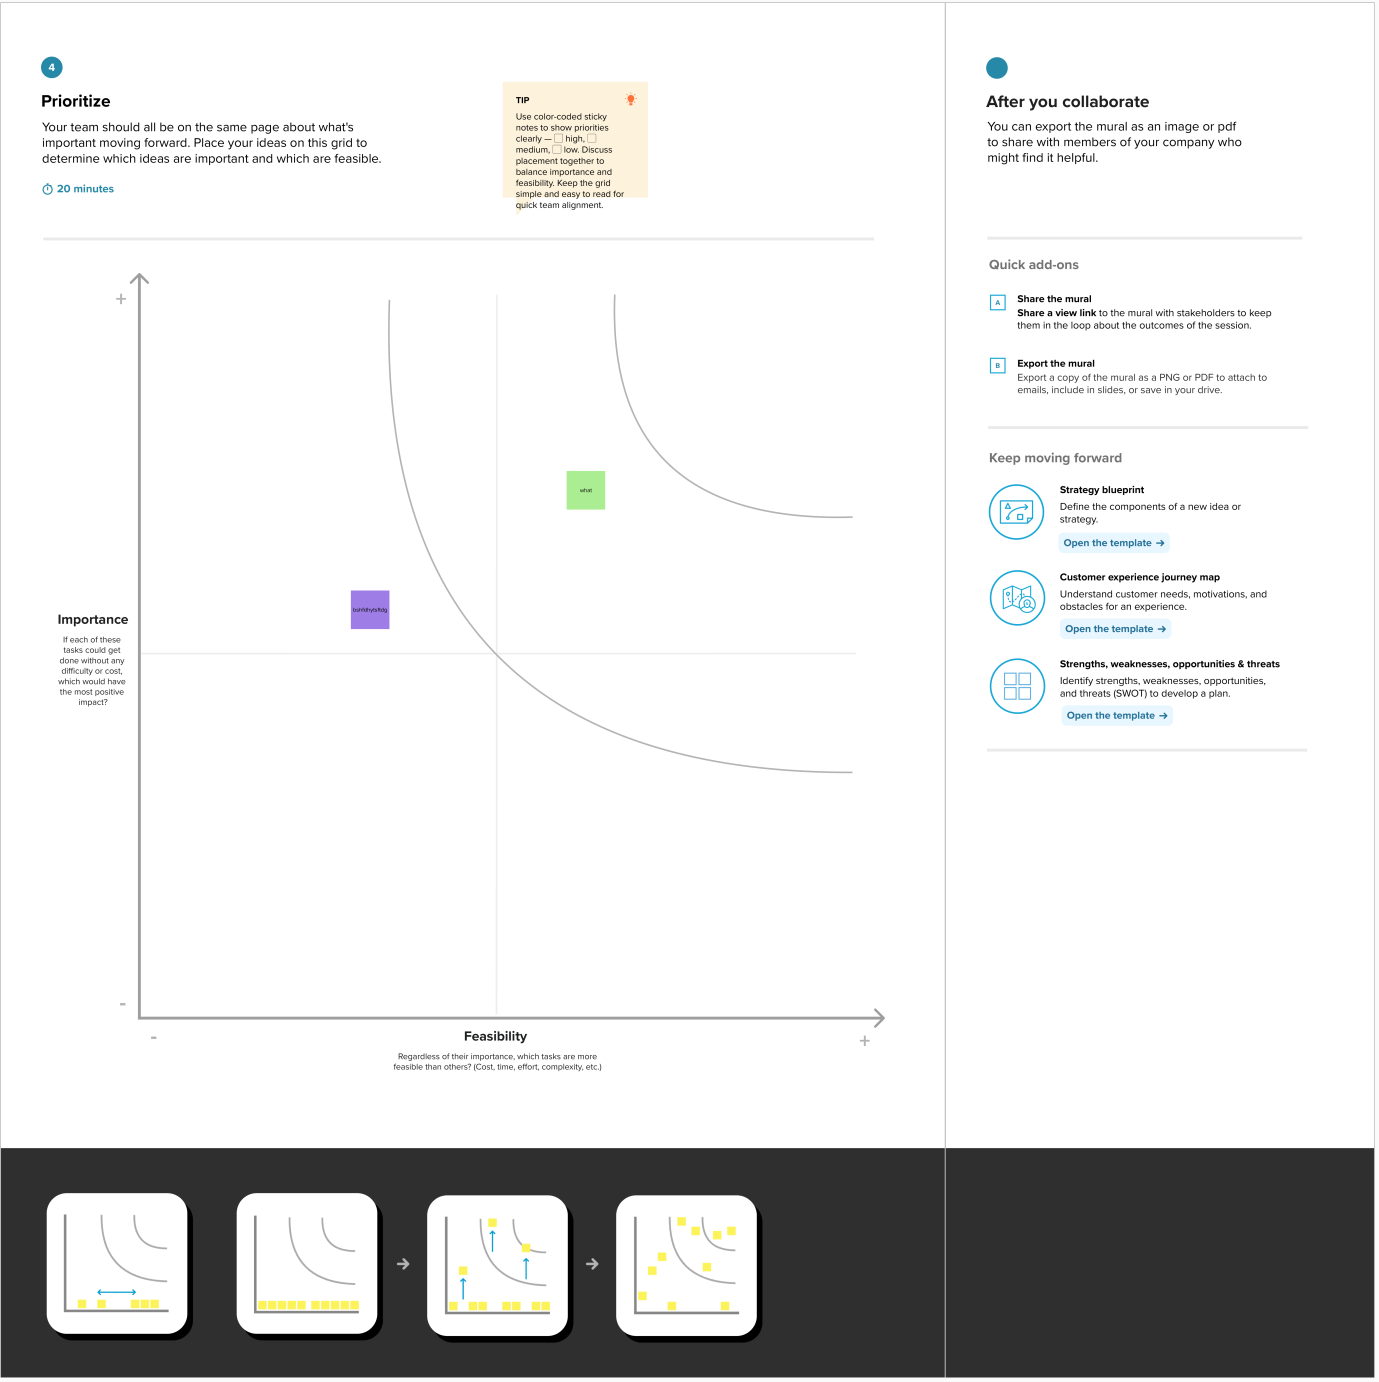 4
Prioritize
Your team should all be on the same page about what's
important moving forward. Place your ideas on this grid to
determine which ideas are important and which are feasible.
20 minutes
TIP
Use color-coded sticky
notes to show priorities
clearly — high,
medium, low. Discuss
placement together to
balance importance and
feasibility. Keep the grid
simple and easy to read for
quick team alignment.
+
what
Importance
If each of these
tasks could get
done without any
difficulty or cost,
which would have
the most positive
impact?
-
-
Feasibility
+
Regardless of their importance, which tasks are more
feasible than others? (Cost, time, effort, complexity, etc.)
After you collaborate
You can export the mural as an image or pdf
to share with members of your company who
might find it helpful.
Quick add-ons
A
Share the mural
Share a view link to the mural with stakeholders to keep
them in the loop about the outcomes of the session.
B
Export the mural
Export a copy of the mural as a PNG or PDF to attach to
emails, include in slides, or save in your drive.
Keep moving forward
Strategy blueprint
Define the components of a new idea or
strategy.
Open the template →
Customer experience journey map
Understand customer needs, motivations, and
obstacles for an experience.
Open the template →
Strengths, weaknesses, opportunities & threats
Identify strengths, weaknesses, opportunities,
and threats (SWOT) to develop a plan.
Open the template →